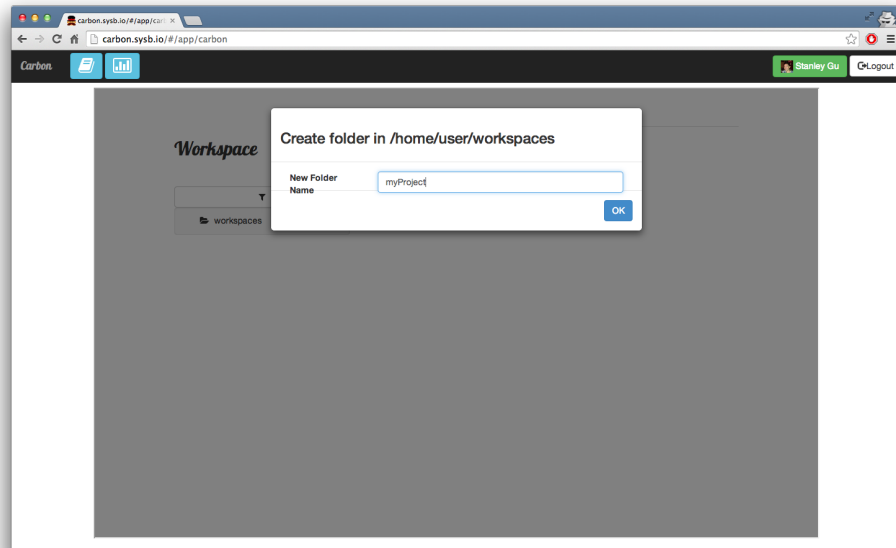 carbon.sysb.io/#/app/carb
carbon.sysb.io/#/app/carbon
Carbon
Stanley Gu
Logout
Create folder in /home/user/workspaces
Workspace
New Folder
Name
myProject
OK
workspaces